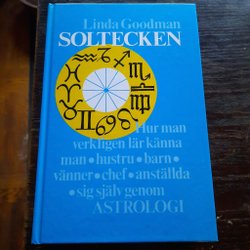 Linda Goodman
SOLTECKEN
Hur man
verkligen lär känna
man • hustru • barn •
vänner • chef • anställda
• sig själv genom
ASTROLOGI